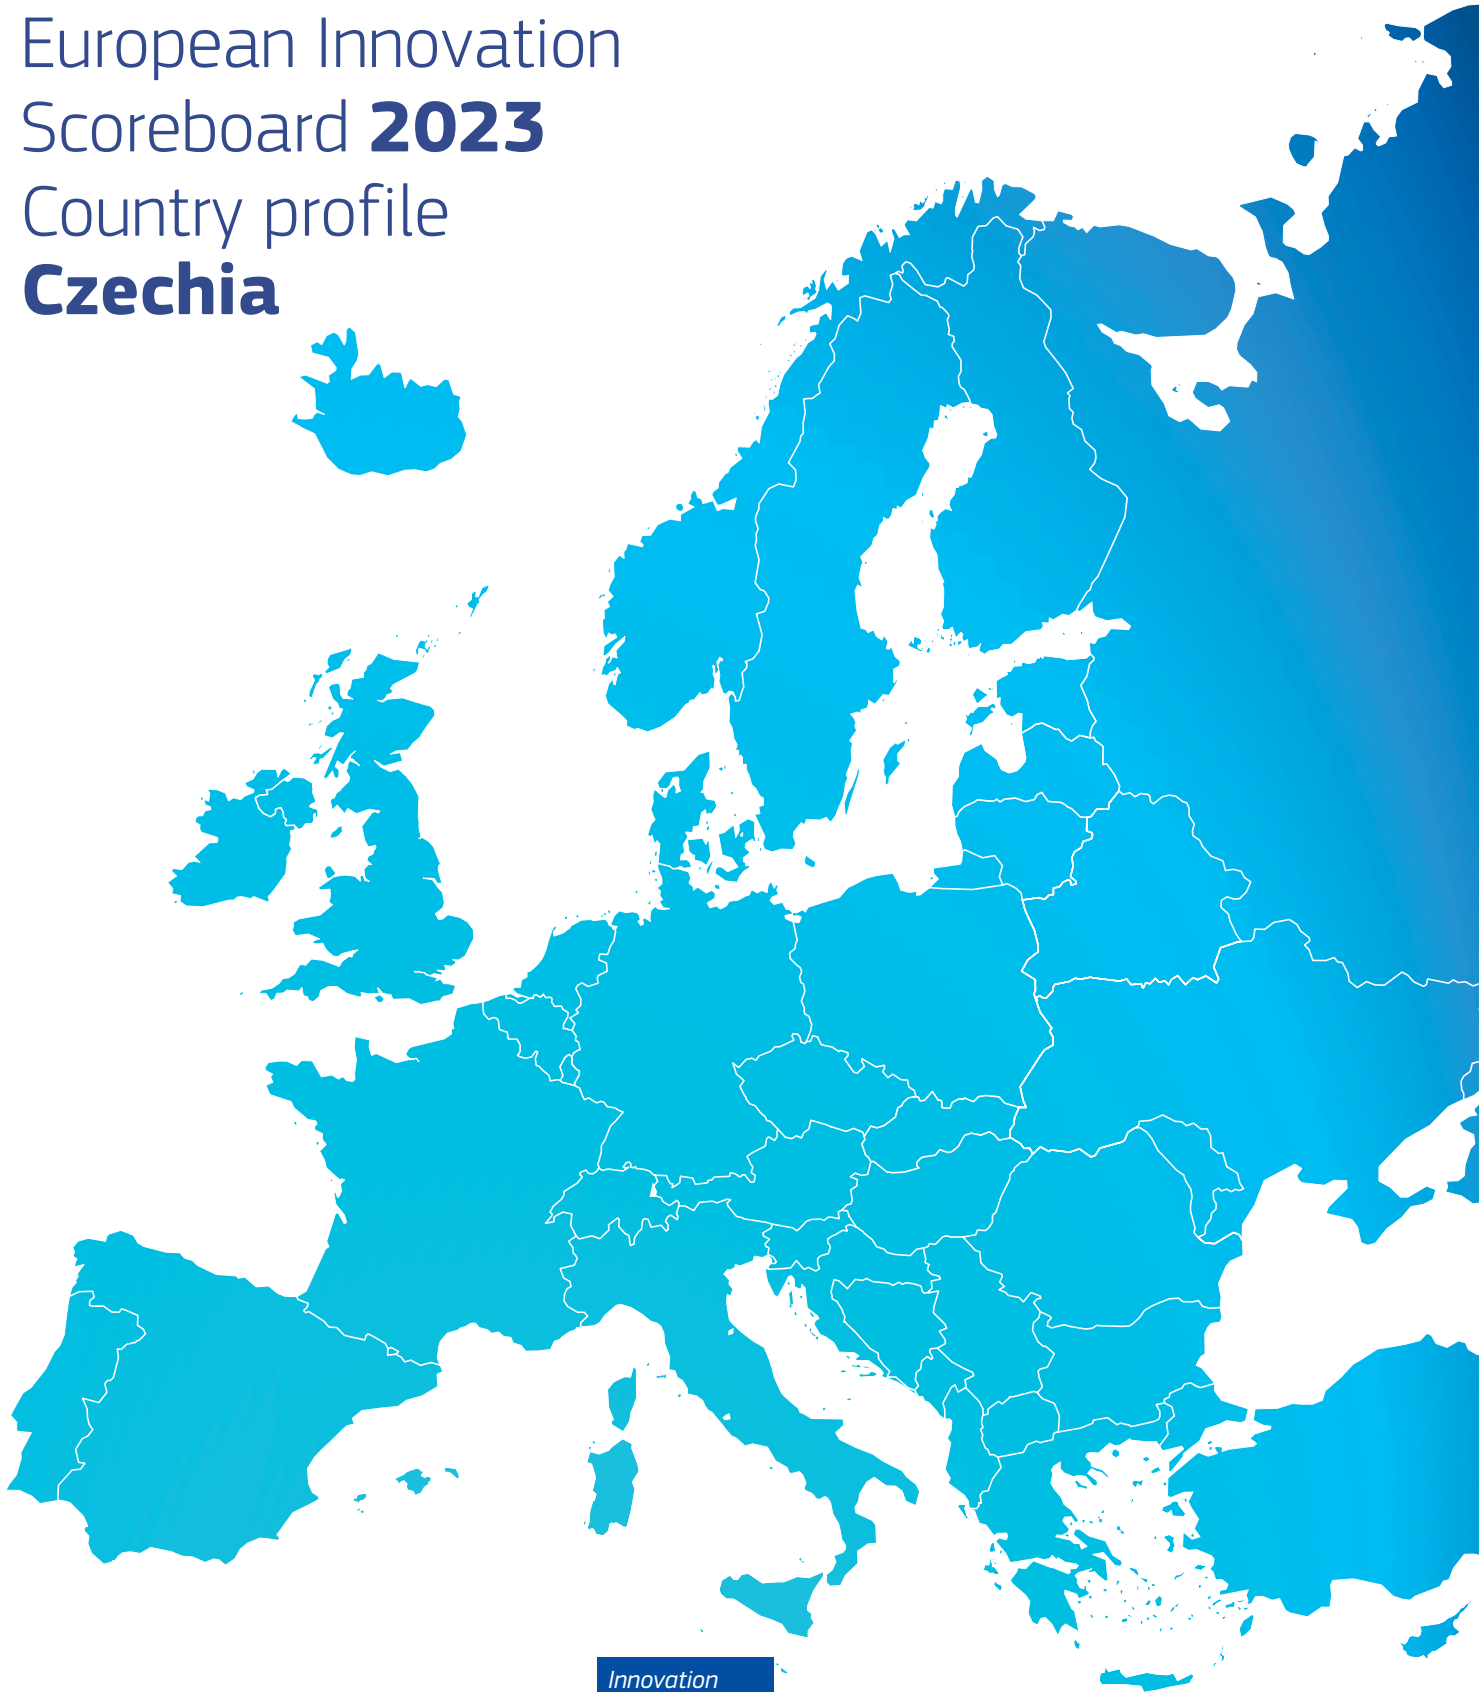 European Innovation
Scoreboard 2023
Country profile
Czechia
Innovation